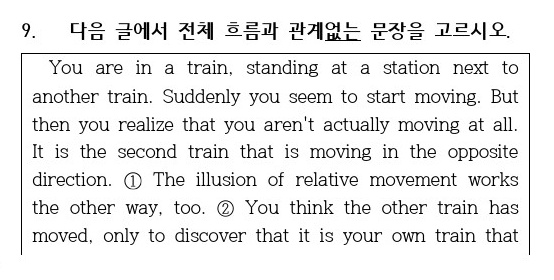 9. 다음 글에서 전체 흐름과 관계없는 문장을 고르시오.
You are in a train, standing at a station next to
another train. Suddenly you seem to start moving. But
then you realize that you aren't actually moving at all.
It is the second train that is moving in the opposite
direction. ① The illusion of relative movement works
the other way, too. ② You think the other train has
moved, only to discover that it is your own train that